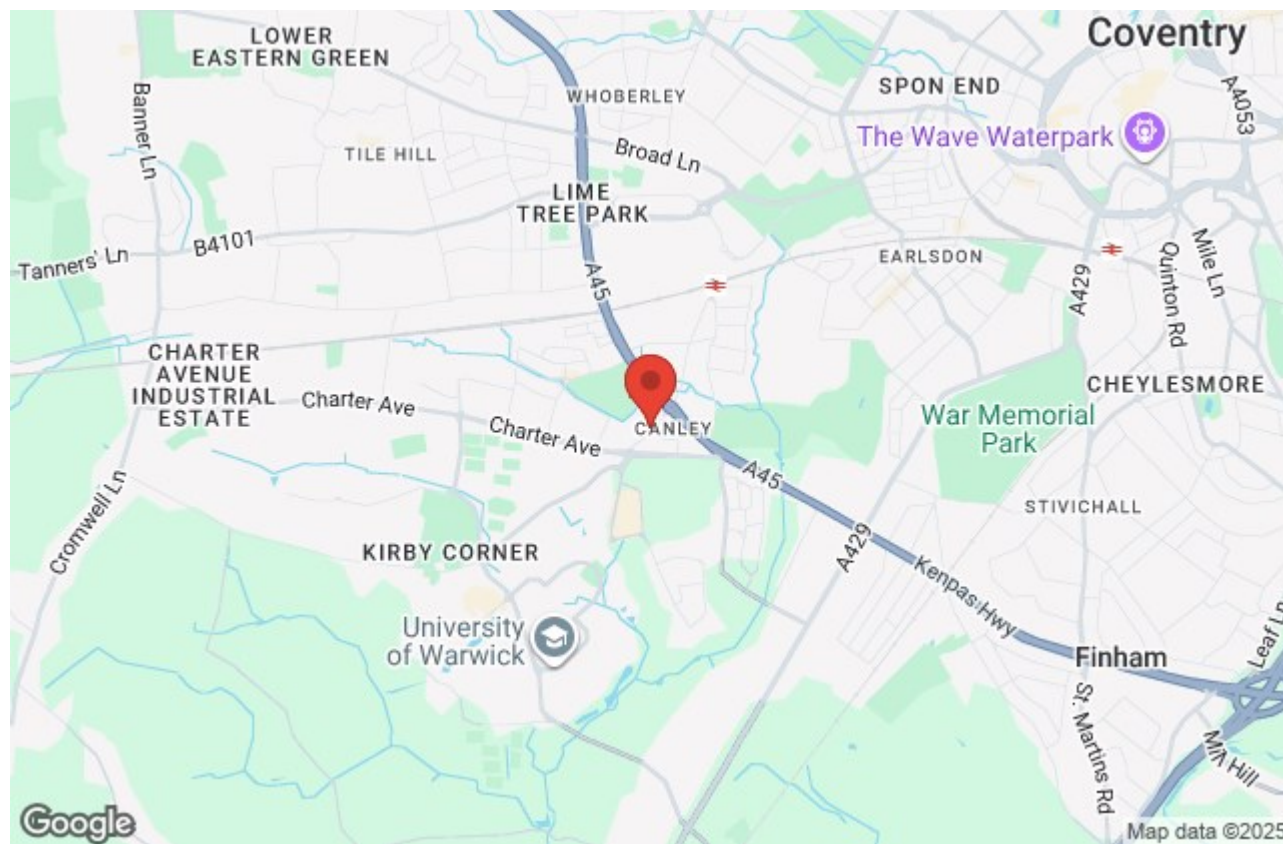 LOWER
EASTERN GREEN
Coventry
WHOBERLEY
SPON END
A4053
The Wave Waterpark
Banner Ln
TILE HILL
Broad Ln
LIME
TREE PARK
B4101
Tanners' Ln
EARLSDON
Mile Ln
Quinton Rd
A45
A429
CHARTER
AVENUE
INDUSTRIAL
ESTATE
Charter Ave
Charter Ave
CANLEY
CHEYLESMORE
War Memorial
Park
A45
STIVICHALL
Cromwell Ln
KIRBY CORNER
A429
Kenpas Hwy
University
of Warwick
Finham
Leaf Ln
St. Martins Rd
Mill Hill
Google
Map data ©2025